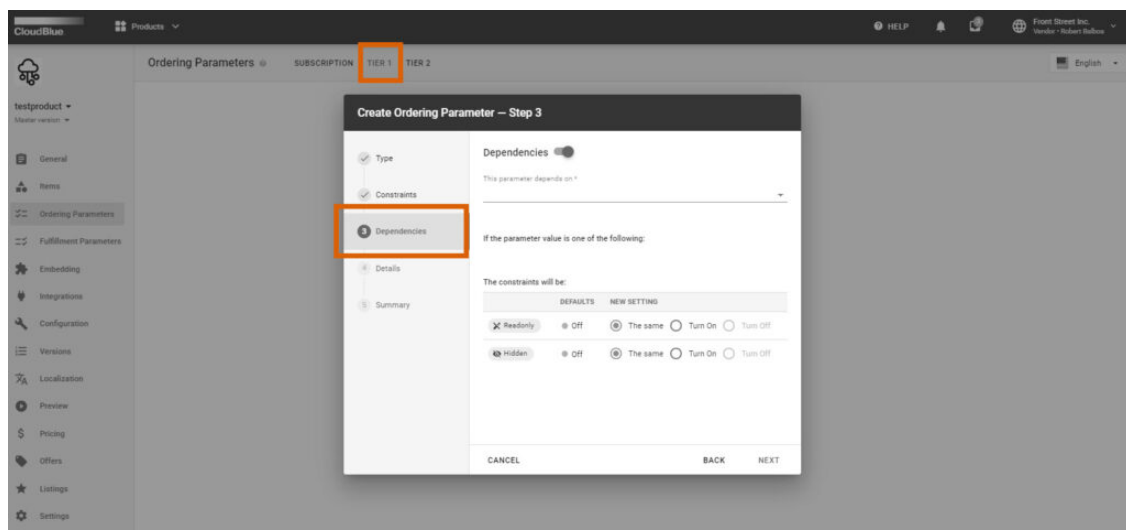 CloudBlue
Products
HELP
Front Street Inc.
Vendor • Robert Balboa
Ordering Parameters
SUBSCRIPTION
TIER 1
TIER 2
English
testproduct
Master version
General
Items
Ordering Parameters
Fulfillment Parameters
Embedding
Integrations
Configuration
Versions
Localization
Preview
Pricing
Offers
Listings
Settings
Create Ordering Parameter — Step 3
Type
Constraints
3 Dependencies
4 Details
5 Summary
Dependencies
This parameter depends on *
If the parameter value is one of the following:
The constraints will be:
DEFAULTS NEW SETTING
Readonly Off The same Turn On Turn Off
Hidden Off The same Turn On Turn Off
CANCEL BACK NEXT